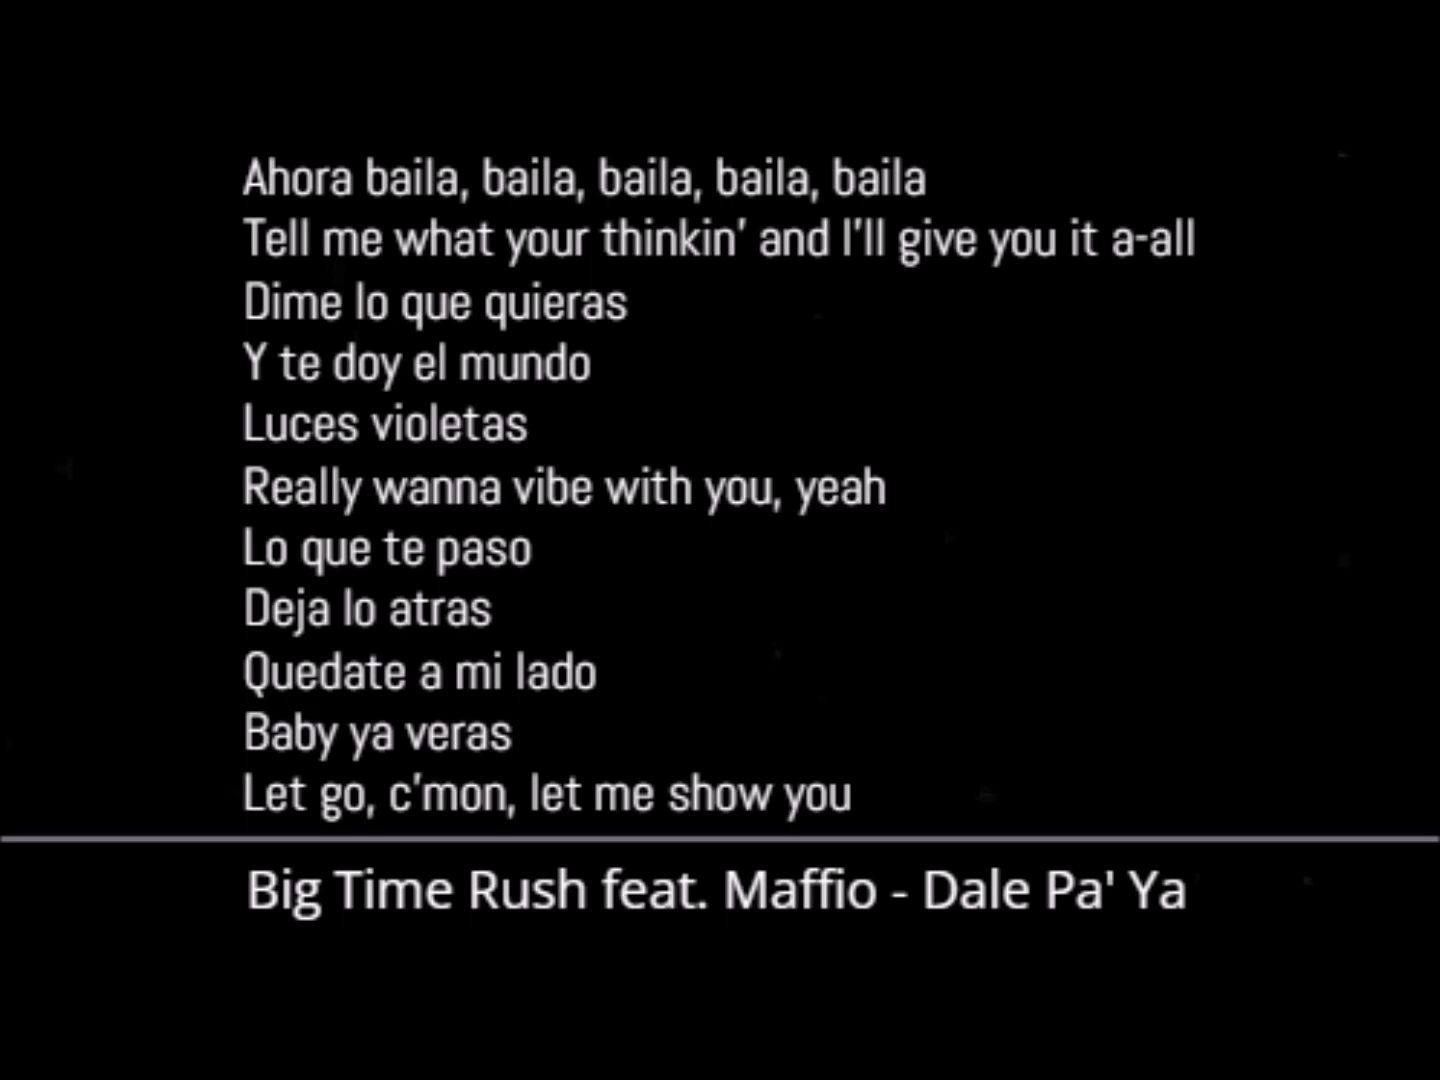 Ahora baila, baila, baila, baila, baila
Tell me what your thinkin' and I'll give you it a-all
Dime lo que quieras
Y te doy el mundo
Luces violetas
Really wanna vibe with you, yeah
Lo que te paso
Deja lo atras
Quedate a mi lado
Baby ya veras
Let go, c'mon, let me show you
Big Time Rush feat. Maffio - Dale Pa' Ya